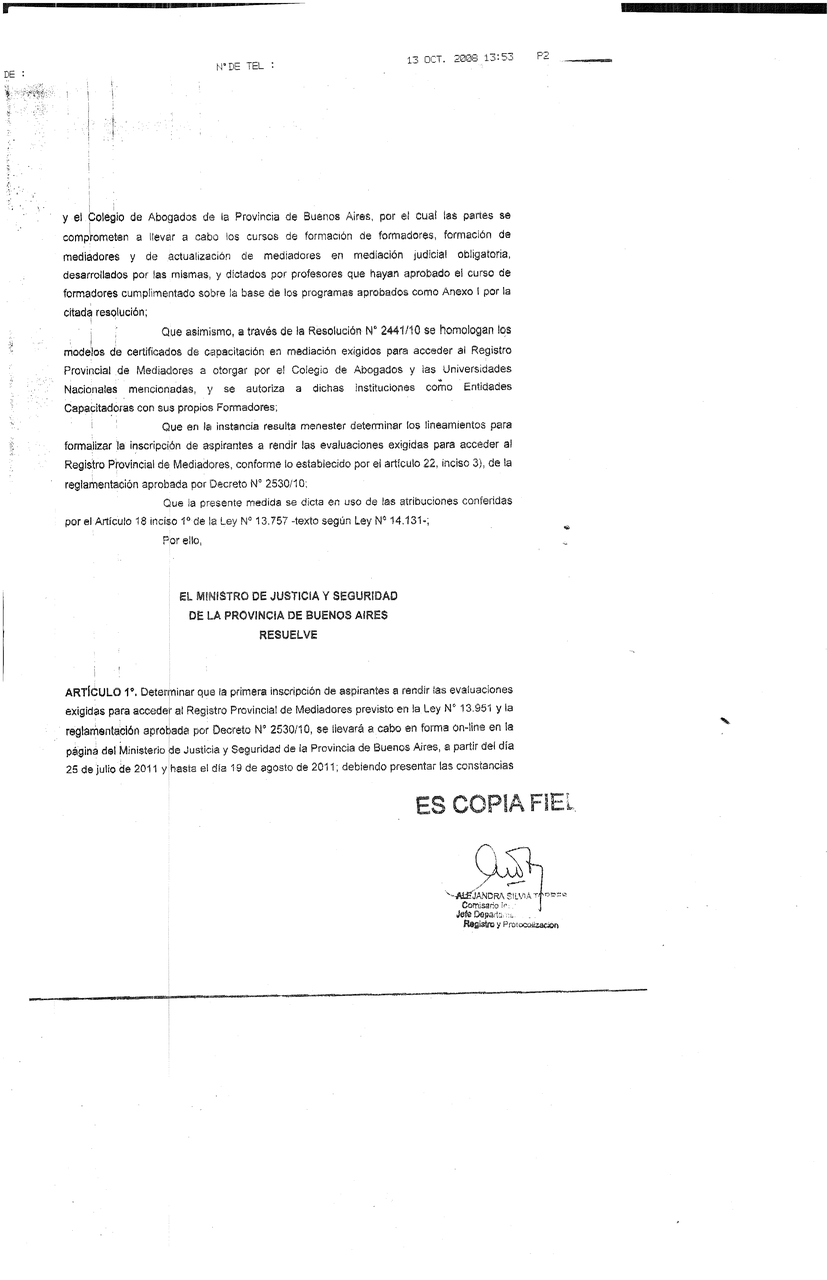 DE :
N° DE TEL :
13 OCT. 2008 13:53 P2
y el Colegio de Abogados de la Provincia de Buenos Aires, por el cual las partes se
comprometen a llevar a cabo los cursos de formación de formadores, formación de
mediadores y de actualización de mediadores en mediación judicial obligatoria,
desarrollados por las mismas, y dictados por profesores que hayan aprobado el curso de
formadores cumplimentado sobre la base de los programas aprobados como Anexo I por la
citada resolución;
Que asimismo, a través de la Resolución N° 2441/10 se homologan los
modelos de certificados de capacitación en mediación exigidos para acceder al Registro
Provincial de Mediadores a otorgar por el Colegio de Abogados y las Universidades
Nacionales mencionadas, y se autoriza a dichas instituciones como Entidades
Capacitadoras con sus propios Formadores;
Que en la instancia resulta menester determinar los lineamientos para
formalizar la inscripción de aspirantes a rendir las evaluaciones exigidas para acceder al
Registro Provincial de Mediadores, conforme lo establecido por el artículo 22, inciso 3), de la
reglamentación aprobada por Decreto N° 2530/10;
Que la presente medida se dicta en uso de las atribuciones conferidas
por el Artículo 18 inciso 1° de la Ley N° 13.757 -texto según Ley N° 14.131-;
Por ello,
EL MINISTRO DE JUSTICIA Y SEGURIDAD
DE LA PROVINCIA DE BUENOS AIRES
RESUELVE
ARTÍCULO 1°. Determinar que la primera inscripción de aspirantes a rendir las evaluaciones
exigidas para acceder al Registro Provincial de Mediadores previsto en la Ley N° 13.951 y la
reglamentación aprobada por Decreto N° 2530/10, se llevará a cabo en forma on-line en la
página del Ministerio de Justicia y Seguridad de la Provincia de Buenos Aires, a partir del día
25 de julio de 2011 y hasta el día 19 de agosto de 2011; debiendo presentar las constancias
ES COPIA FIEL
ALEJANDRA SILVIA
Comisario
Jefe
Registro y Protocolización